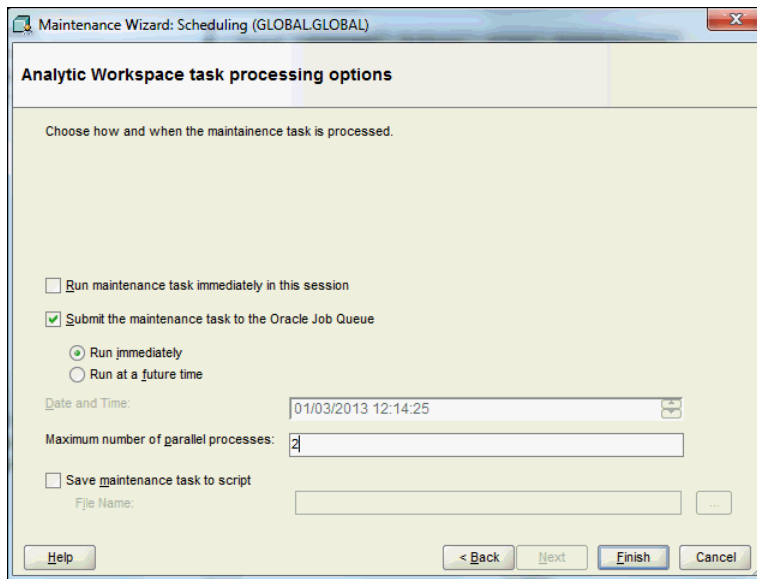 Maintenance Wizard: Scheduling (GLOBAL.GLOBAL)
Analytic Workspace task processing options
Choose how and when the maintainence task is processed.
Run maintenance task immediately in this session
Submit the maintenance task to the Oracle Job Queue
Run immediately
Run at a future time
Date and Time: 01/03/2013 12:14:25
Maximum number of parallel processes: 2
Save maintenance task to script
File Name: ...
Help < Back Next Finish Cancel